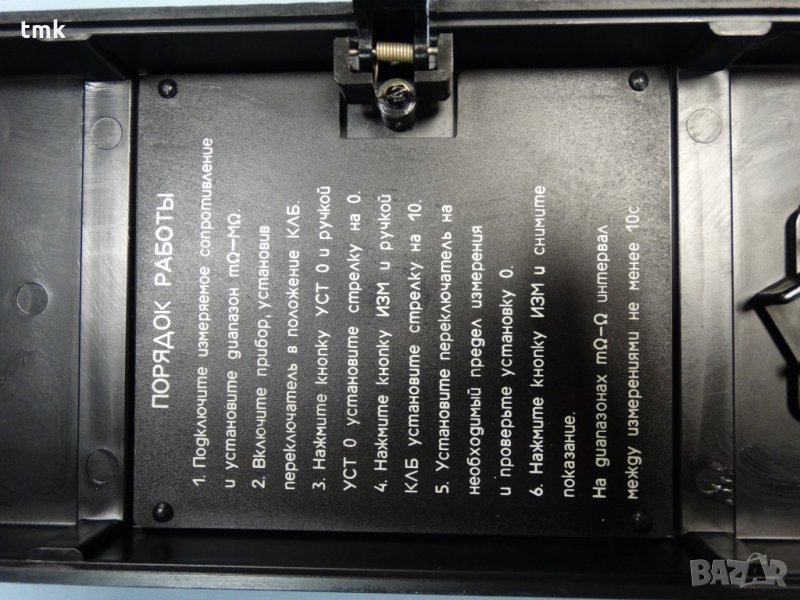 tmk
ПОРЯДОК РАБОТЫ
1. Подключите измеряемое сопротивление
и установите диапазон mΩ–MΩ.
2. Включите прибор, установив
переключатель в положение КЛБ.
3. Нажмите кнопку УСТ 0 и ручкой
УСТ 0 установите стрелку на 0.
4. Нажмите кнопку ИЗМ и ручкой
КЛБ установите стрелку на 10.
5. Установите переключатель на
необходимый предел измерения
и проверьте установку 0.
6. Нажмите кнопку ИЗМ и снимите
показание.
На диапазонах mΩ–Ω интервал
между измерениями не менее 10с
BAZAR